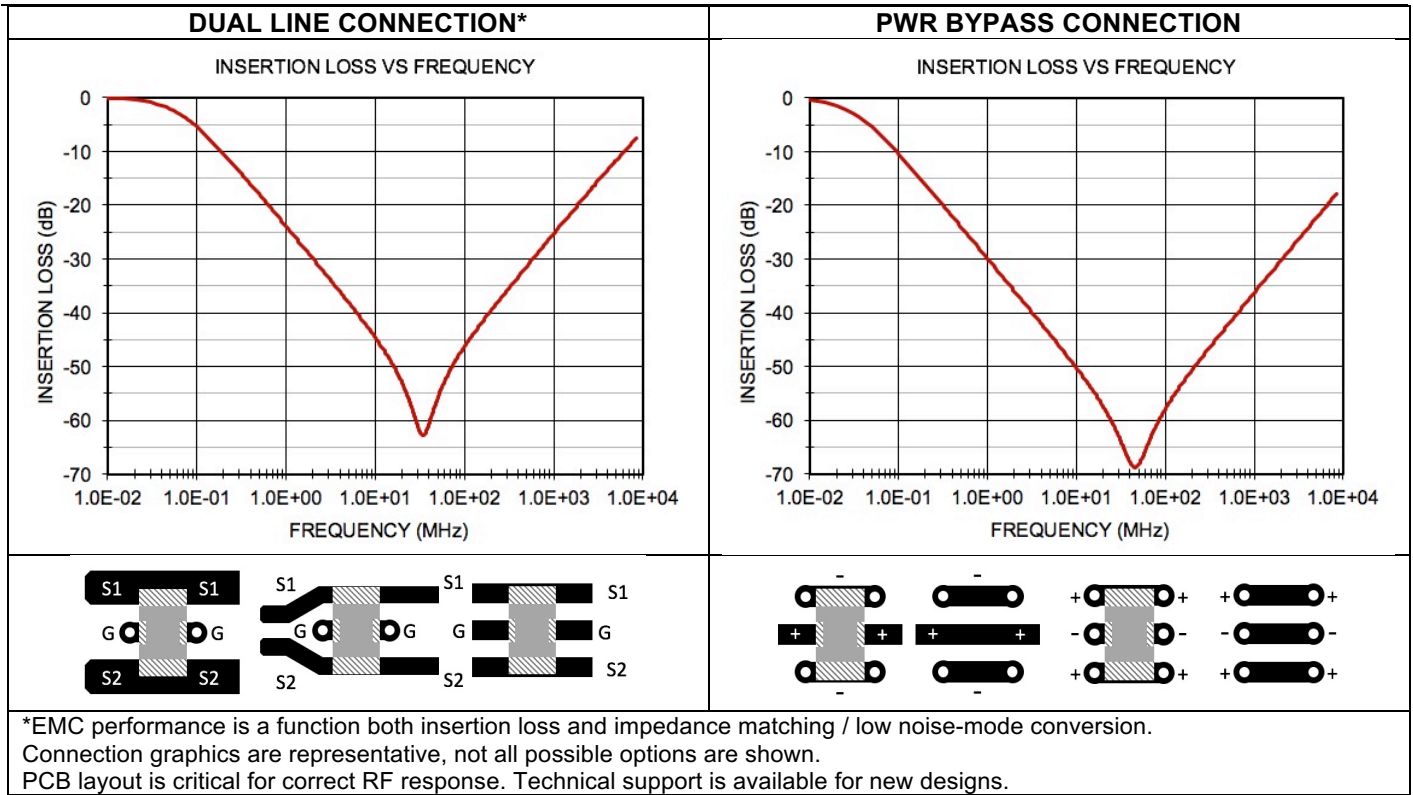 DUAL LINE CONNECTION*
PWR BYPASS CONNECTION
INSERTION LOSS VS FREQUENCY
0
-10
-20
-30
-40
-50
-60
-70
INSERTION LOSS (dB)
1.0E-02 1.0E-01 1.0E+00 1.0E+01 1.0E+02 1.0E+03 1.0E+04
FREQUENCY (MHz)
INSERTION LOSS VS FREQUENCY
0
-10
-20
-30
-40
-50
-60
-70
INSERTION LOSS (dB)
1.0E-02 1.0E-01 1.0E+00 1.0E+01 1.0E+02 1.0E+03 1.0E+04
FREQUENCY (MHz)
S1 S1
G G
S2 S2
S1 S1
G G
S2 S2
S1
G G
S2
-
+ +
-
-
+ +
-
+ +
- -
+ +
+ +
- -
+ +
*EMC performance is a function both insertion loss and impedance matching / low noise-mode conversion.
Connection graphics are representative, not all possible options are shown.
PCB layout is critical for correct RF response. Technical support is available for new designs.